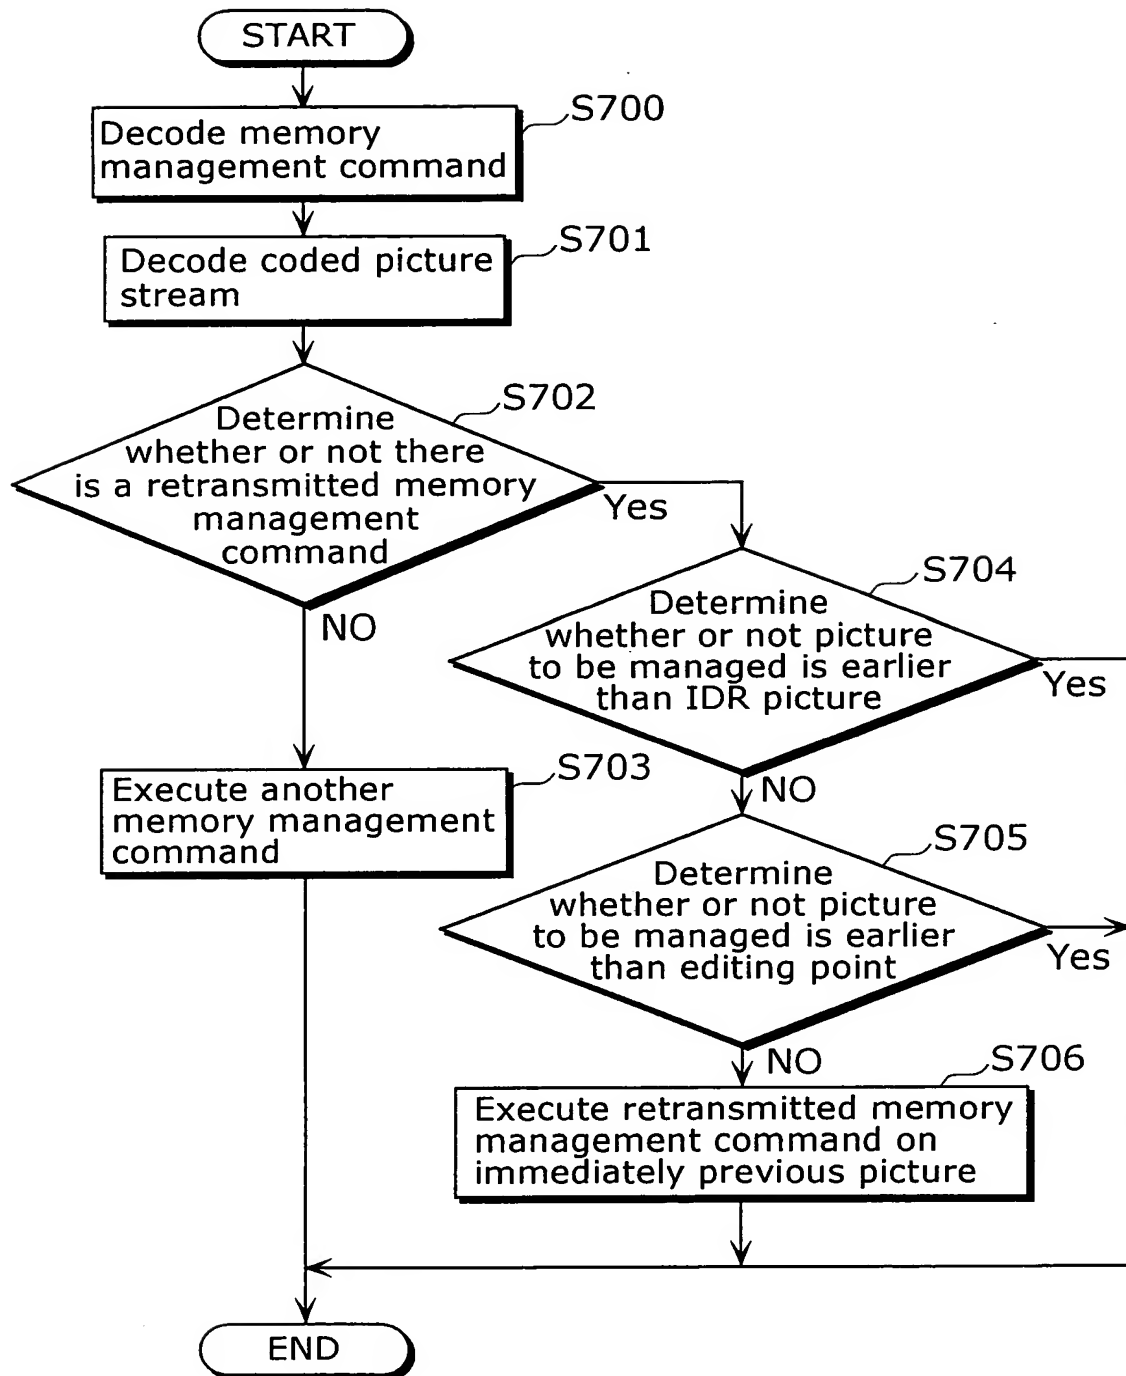 START
S700
Decode memory
management command
S701
Decode coded picture
stream
S702
Determine
whether or not there
is a retransmitted memory
management
command
Yes
NO
S704
Determine
whether or not picture
to be managed is earlier
than IDR picture
Yes
NO
S703
Execute another
memory management
command
S705
Determine
whether or not picture
to be managed is earlier
than editing point
Yes
NO
S706
Execute retransmitted memory
management command on
immediately previous picture
END